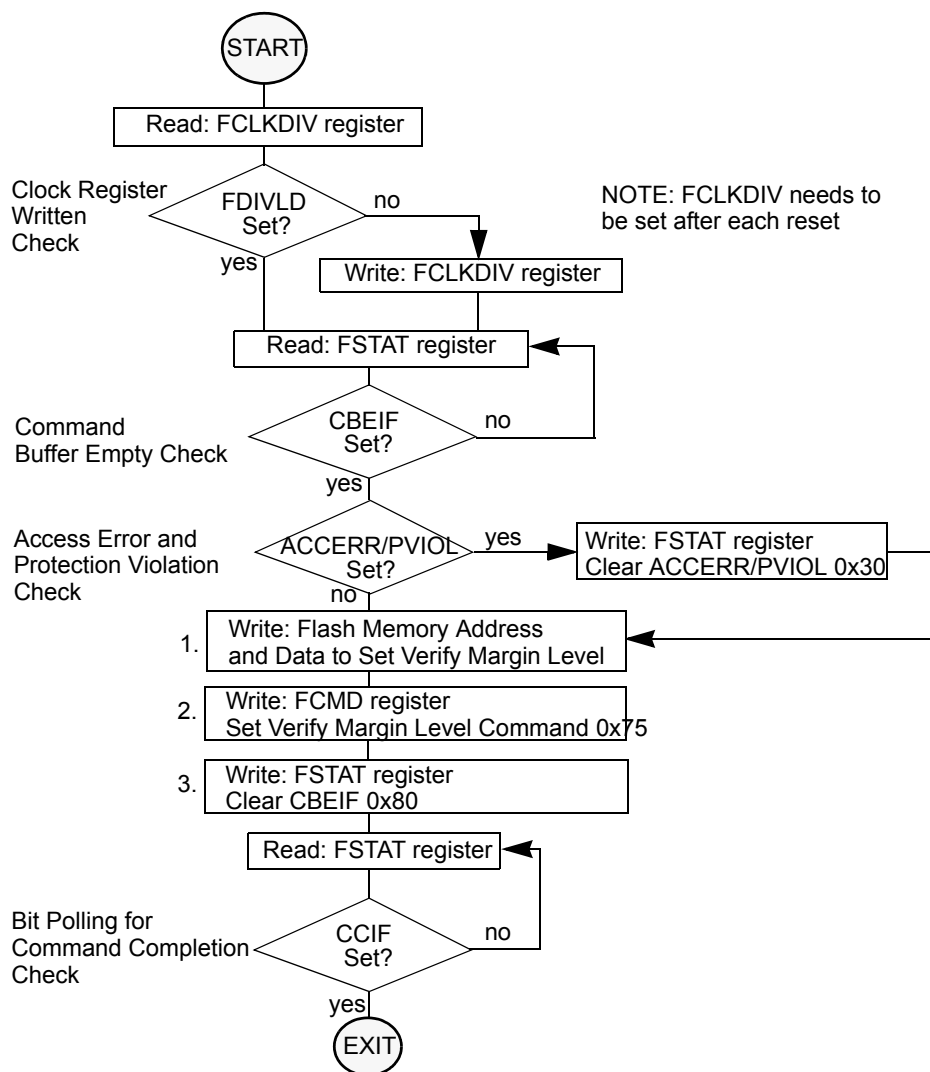 START
Read: FCLKDIV register
Clock Register
Written
Check
FDIVLD
Set?
no
yes
NOTE: FCLKDIV needs to
be set after each reset
Write: FCLKDIV register
Read: FSTAT register
Command
Buffer Empty Check
CBEIF
Set?
no
yes
Access Error and
Protection Violation
Check
ACCERR/PVIOL
Set?
yes
no
Write: FSTAT register
Clear ACCERR/PVIOL 0x30
1.
Write: Flash Memory Address
and Data to Set Verify Margin Level
2.
Write: FCMD register
Set Verify Margin Level Command 0x75
3.
Write: FSTAT register
Clear CBEIF 0x80
Read: FSTAT register
Bit Polling for
Command Completion
Check
CCIF
Set?
no
yes
EXIT